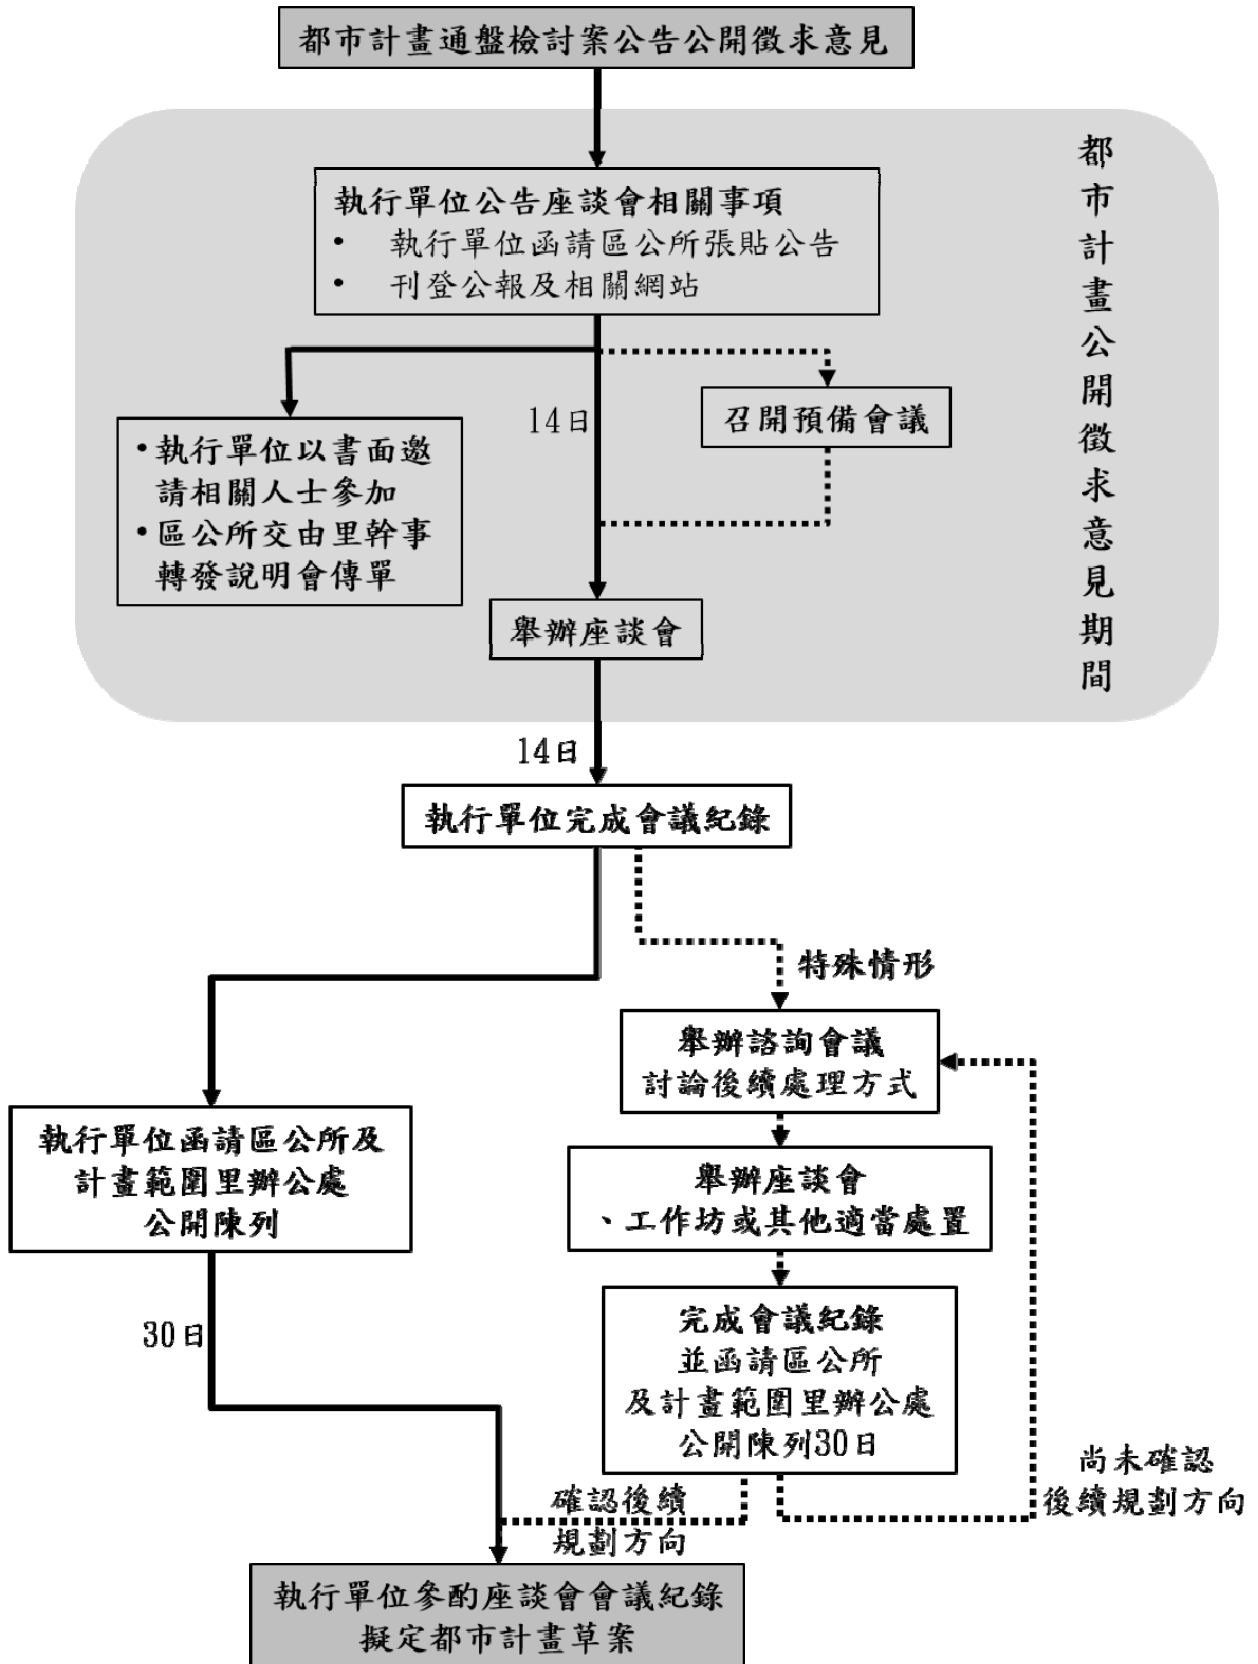 都市計畫通盤檢討案公告公開徵求意見
都市計畫公開徵求意見期間
執行單位公告座談會相關事項
• 執行單位函請區公所張貼公告
• 刊登公報及相關網站
14日
召開預備會議
•執行單位以書面邀
請相關人士參加
•區公所交由里幹事
轉發說明會傳單
舉辦座談會
14日
執行單位完成會議紀錄
特殊情形
舉辦諮詢會議
討論後續處理方式
執行單位函請區公所及
計畫範圍里辦公處
公開陳列
舉辦座談會
、工作坊或其他適當處置
30日
完成會議紀錄
並函請區公所
及計畫範圍里辦公處
公開陳列30日
尚未確認
後續規劃方向
確認後續
規劃方向
執行單位參酌座談會會議紀錄
擬定都市計畫草案